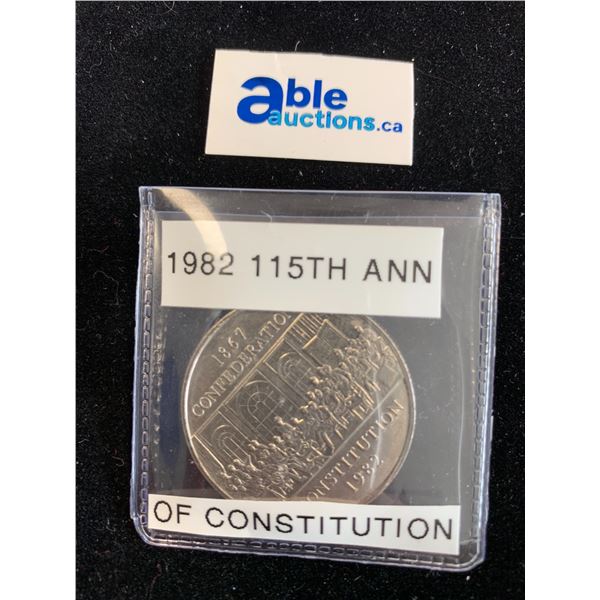 able
auctions.ca
1982 115TH ANN
1867
CONFEDERATION
CONSTITUTION
1982
OF CONSTITUTION